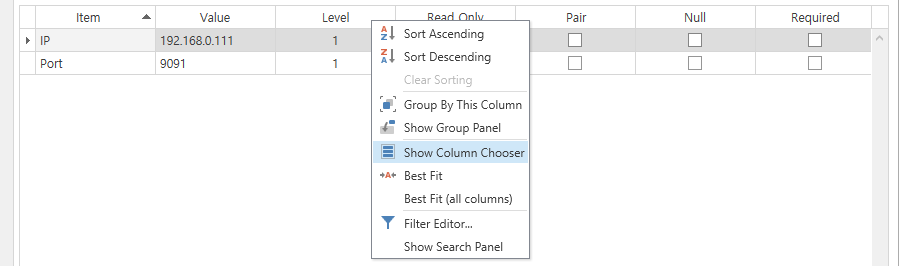 Item Value Level Read Only Pair Null Required
IP 192.168.0.111 1
Port 9091 1
Sort Ascending
Sort Descending
Clear Sorting
Group By This Column
Show Group Panel
Show Column Chooser
Best Fit
Best Fit (all columns)
Filter Editor...
Show Search Panel